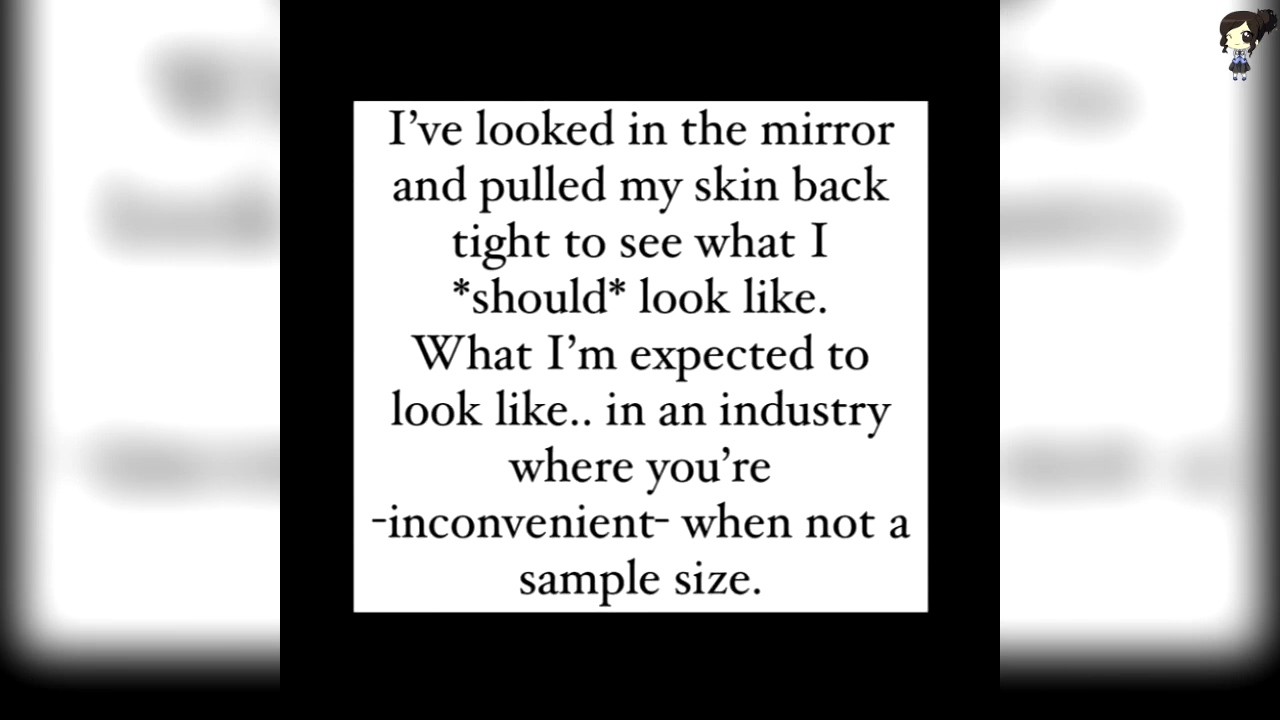 I’ve looked in the mirror
and pulled my skin back
tight to see what I
*should* look like.
What I’m expected to
look like.. in an industry
where you’re
-inconvenient- when not a
sample size.